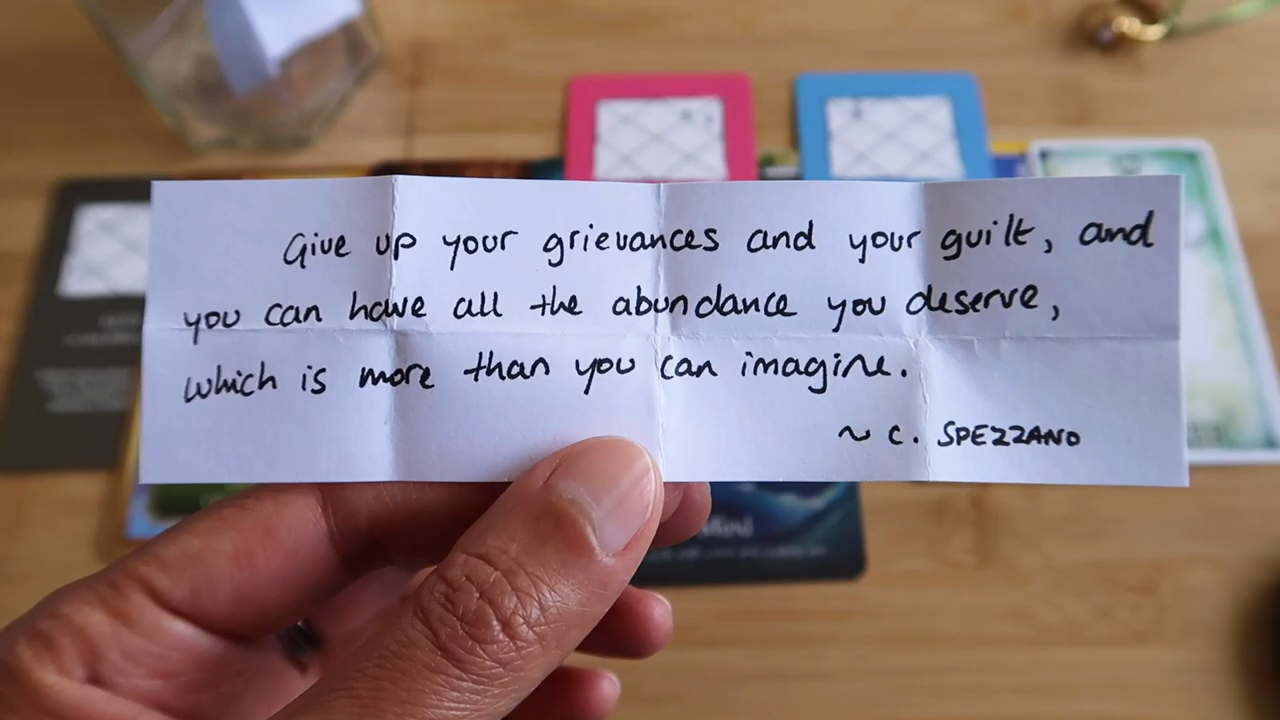 Give up your grievances and your guilt, and
you can have all the abundance you deserve,
which is more than you can imagine.
~ C. SPEZZANO
Mind